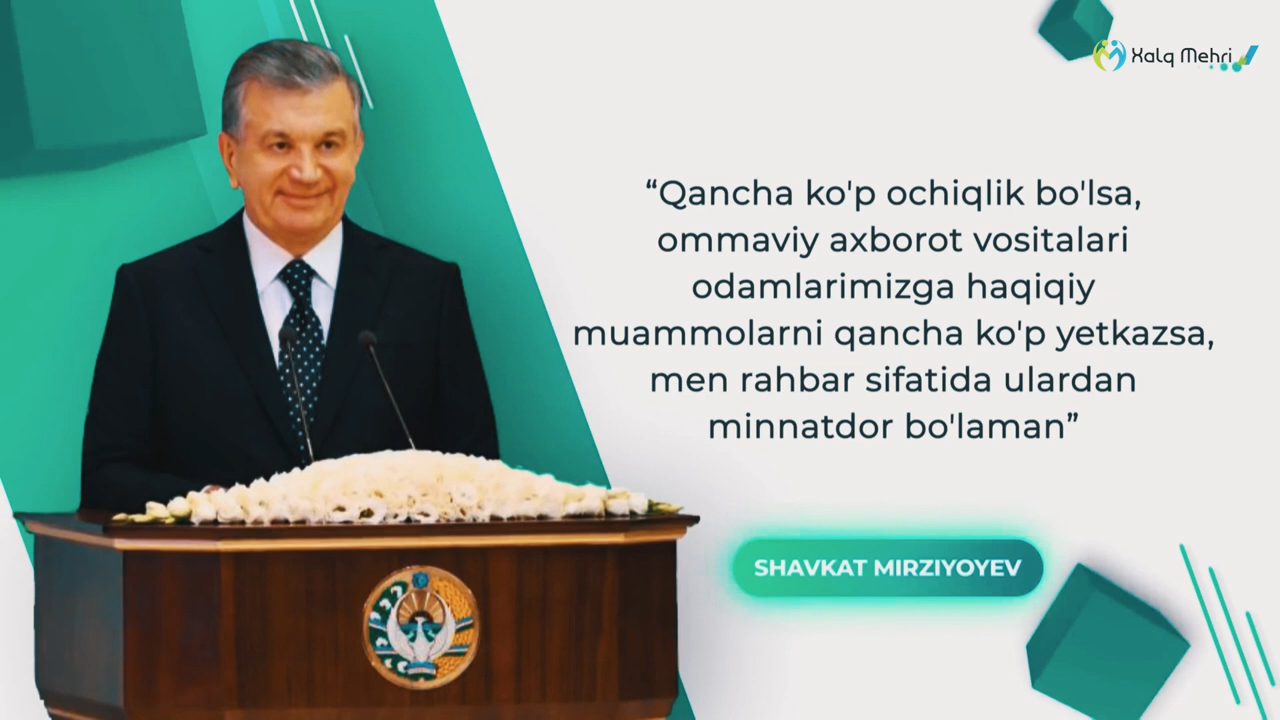 Xalq Mehri
“Qancha ko'p ochiqlik bo'lsa,
ommaviy axborot vositalari
odamlarimizga haqiqiy
muammolarni qancha ko'p yetkazsa,
men rahbar sifatida ulardan
minnatdor bo'laman”
SHAVKAT MIRZIYOYEV